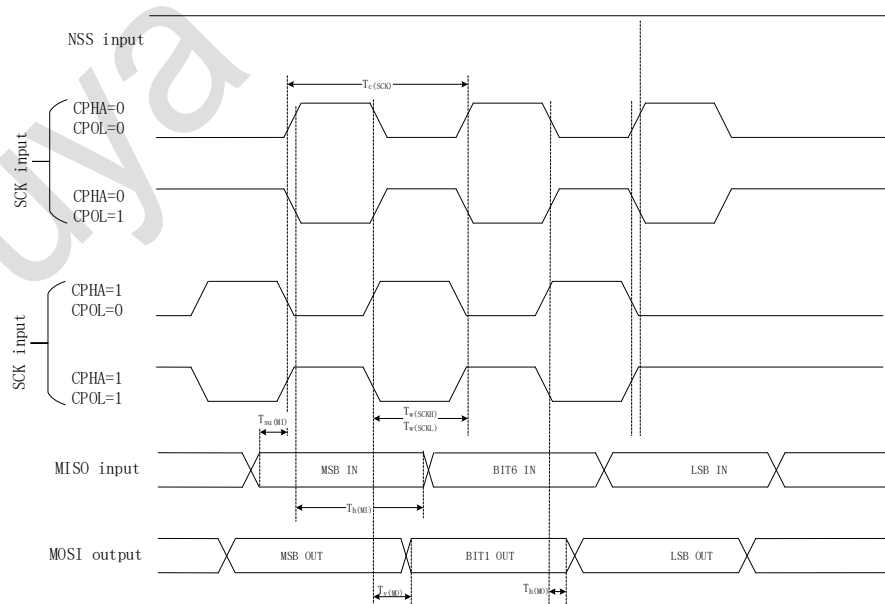 NSS input
Tc(SCK)
CPHA=0
CPOL=0
SCK input
CPHA=0
CPOL=1
CPHA=1
CPOL=0
SCK input
CPHA=1
CPOL=1
Tsu(MI)
Tw(SCKH)
Tw(SCKL)
MISO input
MSB IN
BIT6 IN
LSB IN
Th(MI)
MOSI output
MSB OUT
BIT1 OUT
LSB OUT
Tv(MO)
Th(MO)
uya